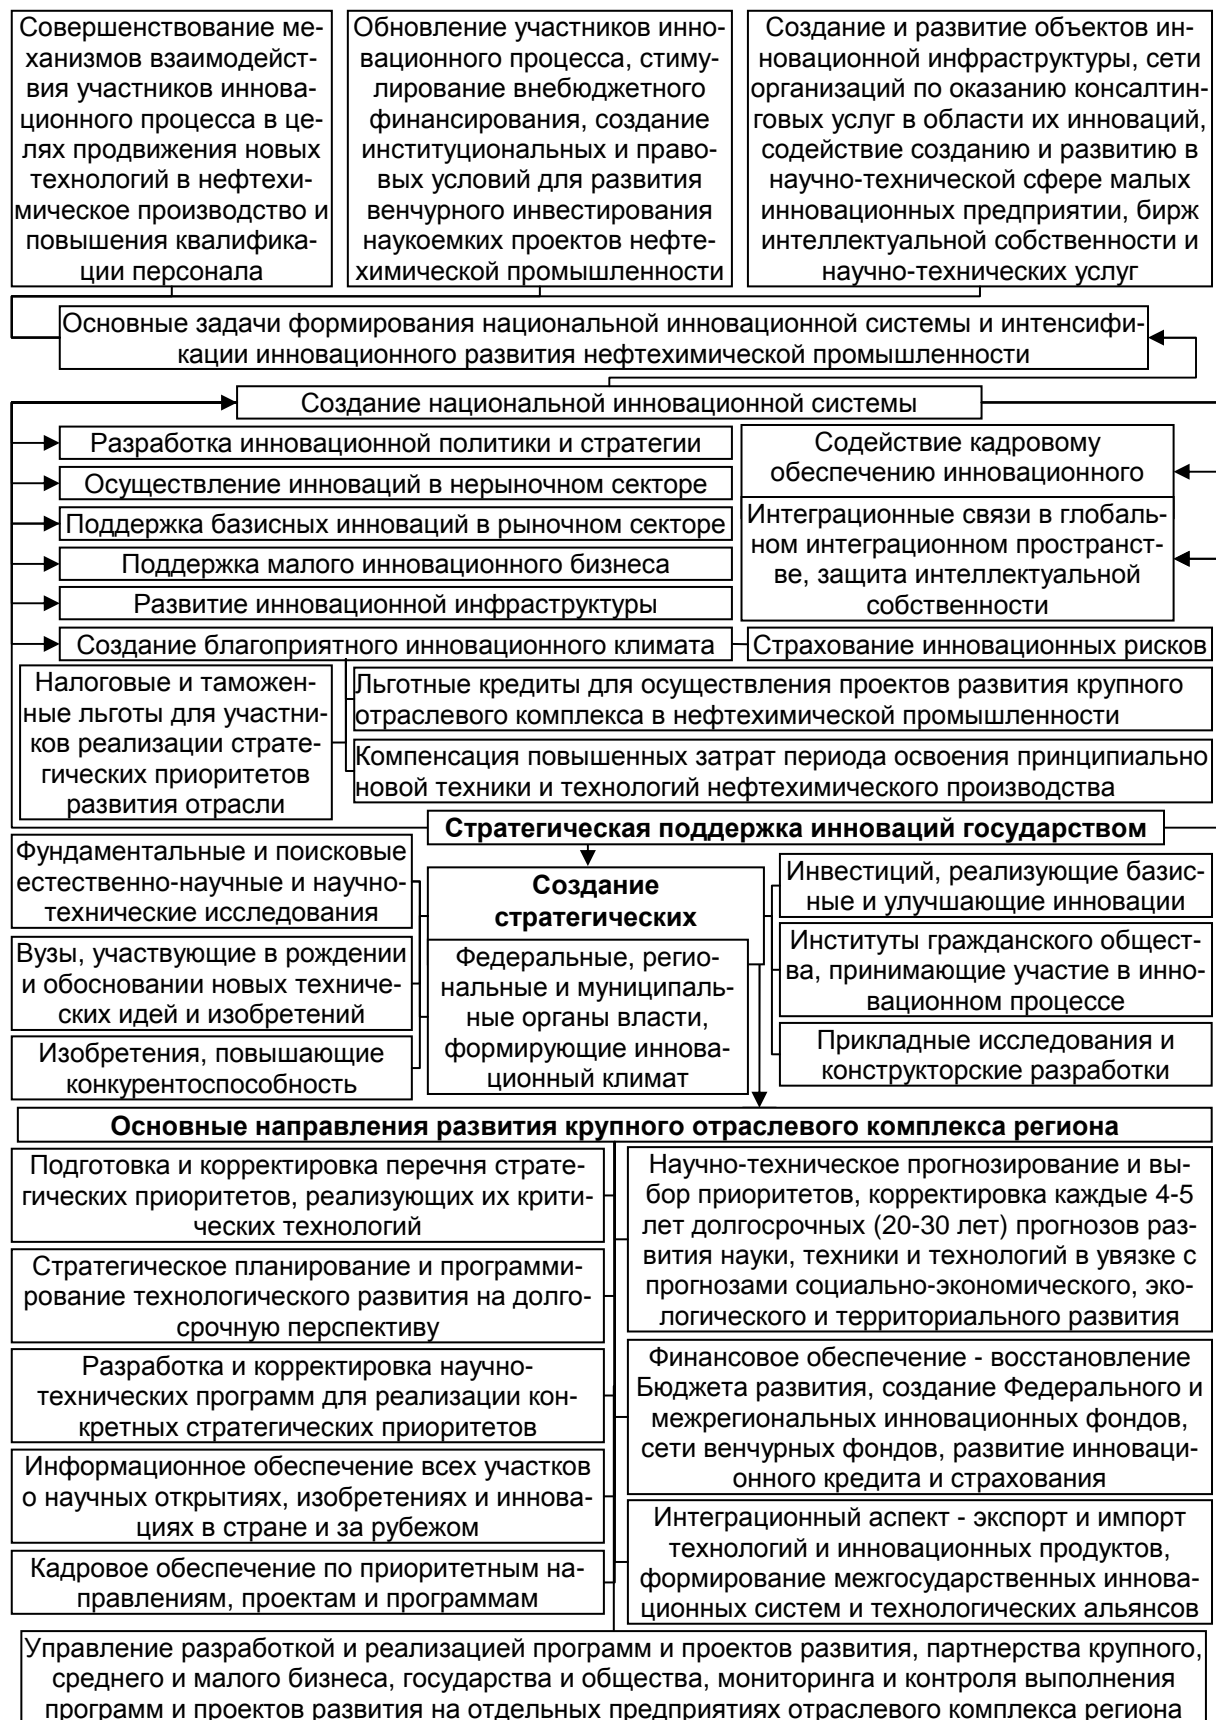 Совершенствование ме-
ханизмов взаимодейст-
вия участников иннова-
ционного процесса в це-
лях продвижения новых
технологий в нефтехи-
мическое производство и
повышения квалифика-
ции персонала
Обновление участников инно-
вационного процесса, стиму-
лирование внебюджетного
финансирования, создание
институциональных и право-
вых условий для развития
венчурного инвестирования
наукоемких проектов нефте-
химической промышленности
Создание и развитие объектов ин-
новационной инфраструктуры, сети
организаций по оказанию консалтин-
говых услуг в области их инноваций,
содействие созданию и развитию в
научно-технической сфере малых
инновационных предприятии, бирж
интеллектуальной собственности и
научно-технических услуг
Основные задачи формирования национальной инновационной системы и интенсифи-
кации инновационного развития нефтехимической промышленности
Создание национальной инновационной системы
Разработка инновационной политики и стратегии
Осуществление инноваций в нерыночном секторе
Поддержка базисных инноваций в рыночном секторе
Поддержка малого инновационного бизнеса
Развитие инновационной инфраструктуры
Создание благоприятного инновационного климата
Содействие кадровому
обеспечению инновационного
Интеграционные связи в глобаль-
ном интеграционном пространст-
ве, защита интеллектуальной
собственности
Страхование инновационных рисков
Налоговые и таможен-
ные льготы для участни-
ков реализации страте-
гических приоритетов
развития отрасли
Льготные кредиты для осуществления проектов развития крупного
отраслевого комплекса в нефтехимической промышленности
Компенсация повышенных затрат периода освоения принципиально
новой техники и технологий нефтехимического производства
Стратегическая поддержка инноваций государством
Фундаментальные и поисковые
естественно-научные и научно-
технические исследования
Вузы, участвующие в рождении
и обосновании новых техниче-
ских идей и изобретений
Изобретения, повышающие
конкурентоспособность
Создание
стратегических
Федеральные, регио-
нальные и муниципаль-
ные органы власти,
формирующие иннова-
ционный климат
Инвестиций, реализующие базис-
ные и улучшающие инновации
Институты гражданского общест-
ва, принимающие участие в инно-
вационном процессе
Прикладные исследования и
конструкторские разработки
Основные направления развития крупного отраслевого комплекса региона
Подготовка и корректировка перечня страте-
гических приоритетов, реализующих их крити-
ческих технологий
Стратегическое планирование и программи-
рование технологического развития на долго-
срочную перспективу
Разработка и корректировка научно-
технических программ для реализации кон-
кретных стратегических приоритетов
Информационное обеспечение всех участков
о научных открытиях, изобретениях и иннова-
циях в стране и за рубежом
Кадровое обеспечение по приоритетным на-
правлениям, проектам и программам
Научно-техническое прогнозирование и вы-
бор приоритетов, корректировка каждые 4-5
лет долгосрочных (20-30 лет) прогнозов раз-
вития науки, техники и технологий в увязке с
прогнозами социально-экономического, эко-
логического и территориального развития
Финансовое обеспечение - восстановление
Бюджета развития, создание Федерального и
межрегиональных инновационных фондов,
сети венчурных фондов, развитие инноваци-
онного кредита и страхования
Интеграционный аспект - экспорт и импорт
технологий и инновационных продуктов,
формирование межгосударственных иннова-
ционных систем и технологических альянсов
Управление разработкой и реализацией программ и проектов развития, партнерства крупного,
среднего и малого бизнеса, государства и общества, мониторинга и контроля выполнения
программ и проектов развития на отдельных предприятиях отраслевого комплекса региона